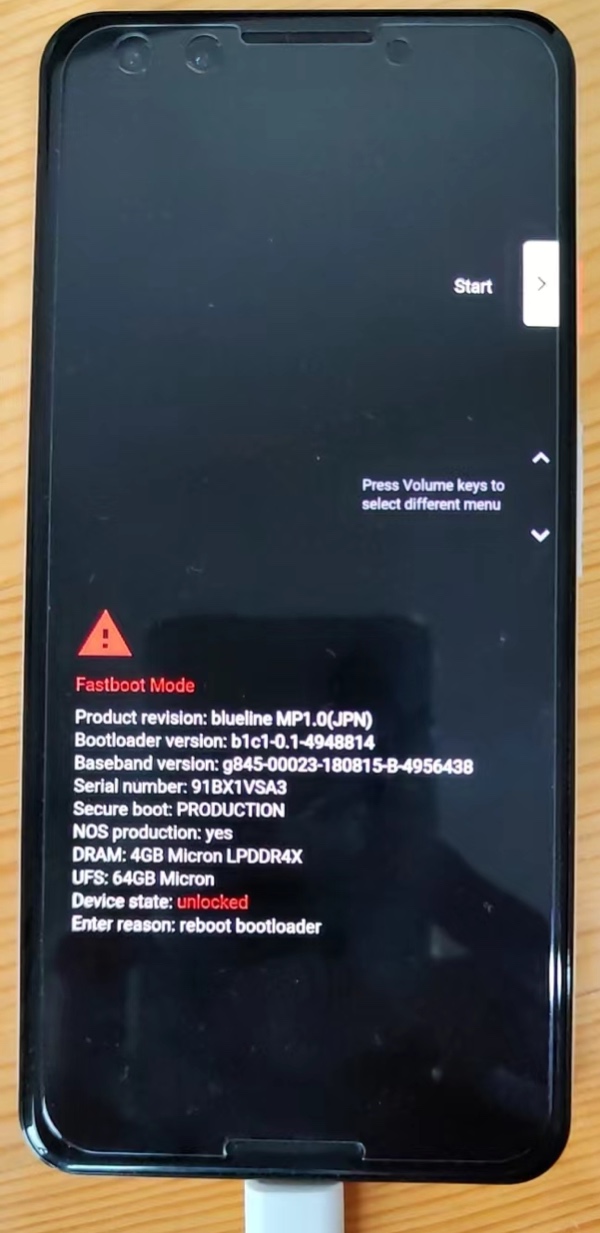 Start
Press Volume keys to
select different menu
Fastboot Mode
Product revision: blueline MP1.0(JPN)
Bootloader version: b1c1-0.1-4948814
Baseband version: g845-00023-180815-B-4956438
Serial number: 91BX1VSA3
Secure boot: PRODUCTION
NOS production: yes
DRAM: 4GB Micron LPDDR4X
UFS: 64GB Micron
Device state: unlocked
Enter reason: reboot bootloader